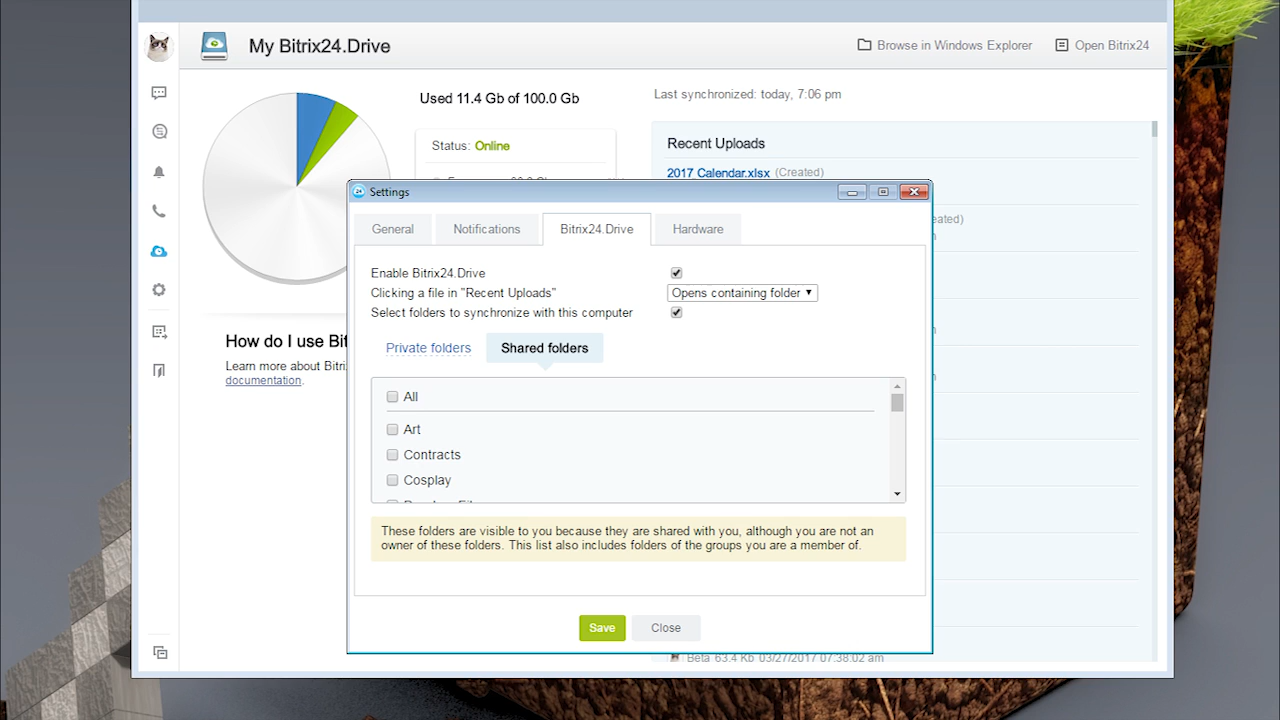 My Bitrix24.Drive
Browse in Windows Explorer
Open Bitrix24
Used 11.4 Gb of 100.0 Gb
Last synchronized: today, 7:06 pm
Status: Online
Recent Uploads
2017 Calendar.xlsx (Created)
24 Settings
General
Notifications
Bitrix24.Drive
Hardware
Enable Bitrix24.Drive
Clicking a file in "Recent Uploads"
Opens containing folder
Select folders to synchronize with this computer
Private folders
Shared folders
How do I use
Learn more about
documentation.
All
Art
Contracts
Cosplay
These folders are visible to you because they are shared with you, although you are not an
owner of these folders. This list also includes folders of the groups you are a member of.
Save
Close
Beta 63.4 Kb 03/27/2017 07:38:02 am